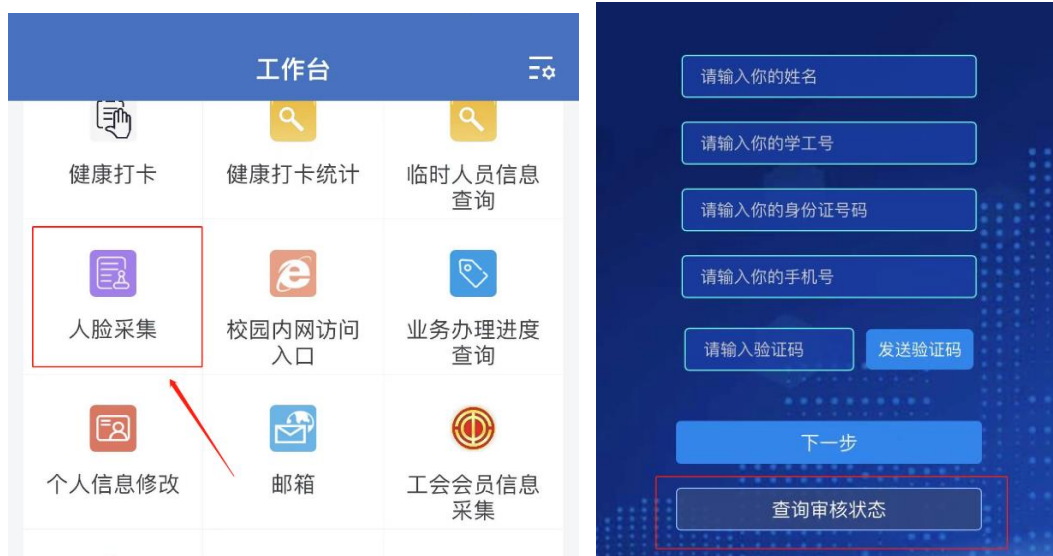 工作台
健康打卡
健康打卡统计
临时人员信息
查询
人脸采集
校园内网访问
入口
业务办理进度
查询
个人信息修改
邮箱
工会会员信息
采集
请输入你的姓名
请输入你的学工号
请输入你的身份证号码
请输入你的手机号
请输入验证码
发送验证码
下一步
查询审核状态